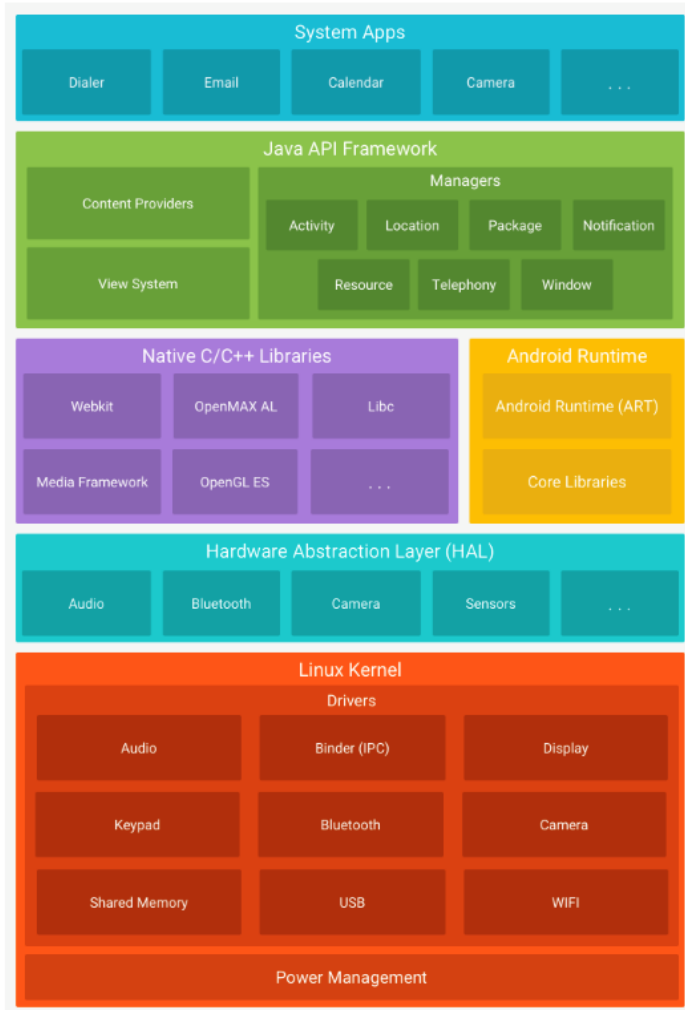 System Apps
Dialer
Email
Calendar
Camera
. . .
Java API Framework
Content Providers
View System
Managers
Activity
Location
Package
Notification
Resource
Telephony
Window
Native C/C++ Libraries
Webkit
OpenMAX AL
Libc
Media Framework
OpenGL ES
. . .
Android Runtime
Android Runtime (ART)
Core Libraries
Hardware Abstraction Layer (HAL)
Audio
Bluetooth
Camera
Sensors
. . .
Linux Kernel
Drivers
Audio
Binder (IPC)
Display
Keypad
Bluetooth
Camera
Shared Memory
USB
WIFI
Power Management